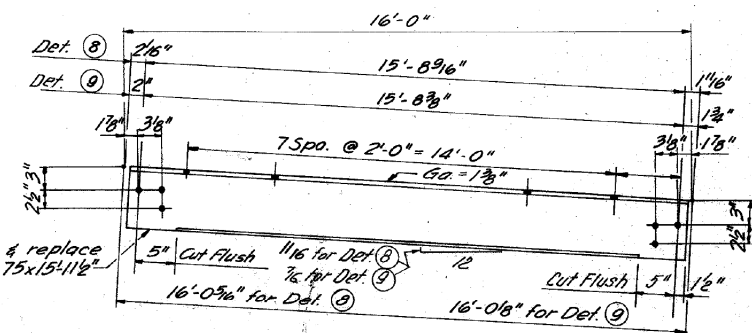 16'-0"
Det. 8 2 1/16" 15'-8 9/16" 1 1/16"
Det. 9 2" 15'-8 3/8" 1 3/4"
1 7/8" 3 1/8" 7 Spa. @ 2'-0" = 14'-0" 3 1/8" 1 7/8"
Ga. = 1 3/8"
3" 3"
2 1/2" 2 1/2"
& replace
75x15'-11 1/2"
5" Cut Flush 11/16 for Det. 8
for Det. 9 12 Cut Flush 5" 1 1/2"
16'-0 5/16" for Det. 8 16'-0 1/8" for Det. 9